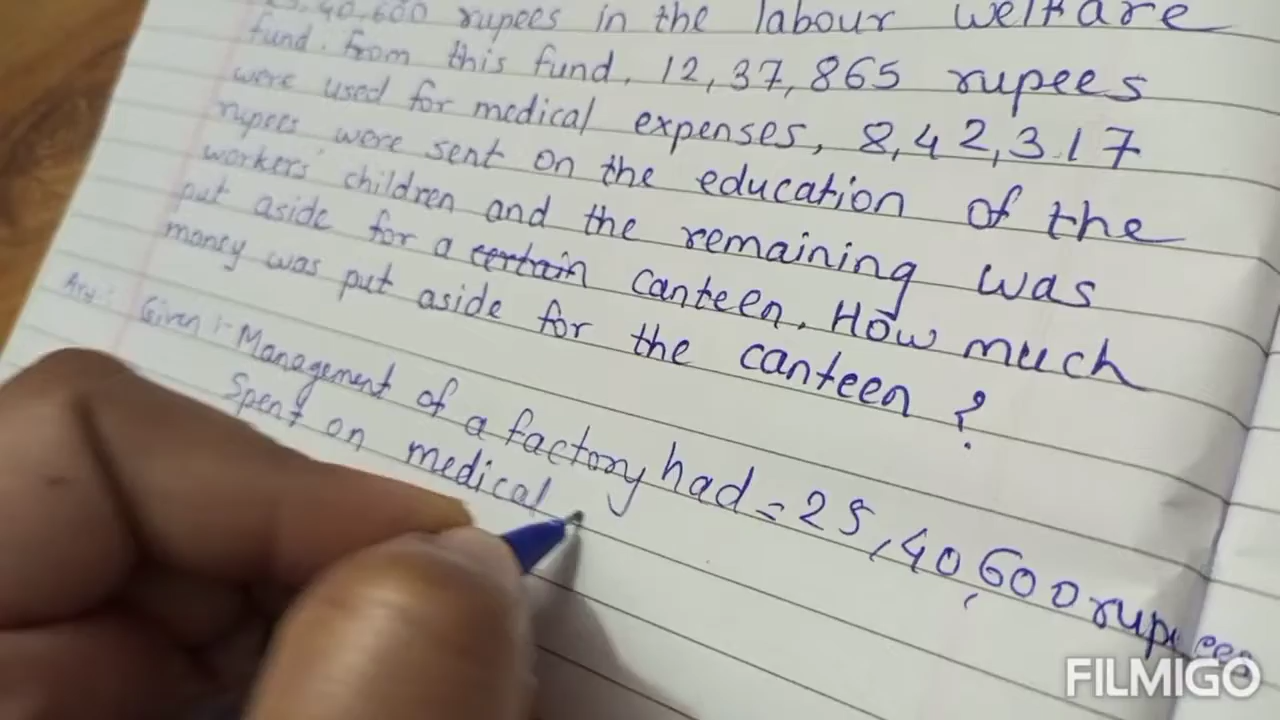 25,40,600 rupees in the labour welfare
fund. from this fund, 12,37,865 rupees
were used for medical expenses, 8,42,317
rupees were sent on the education of the
workers' children and the remaining was
put aside for a certain canteen. How much
money was put aside for the canteen ?
Ans: Given :- Management of a factory had = 25,40,600 rupees
Spent on medical
FILMIGO